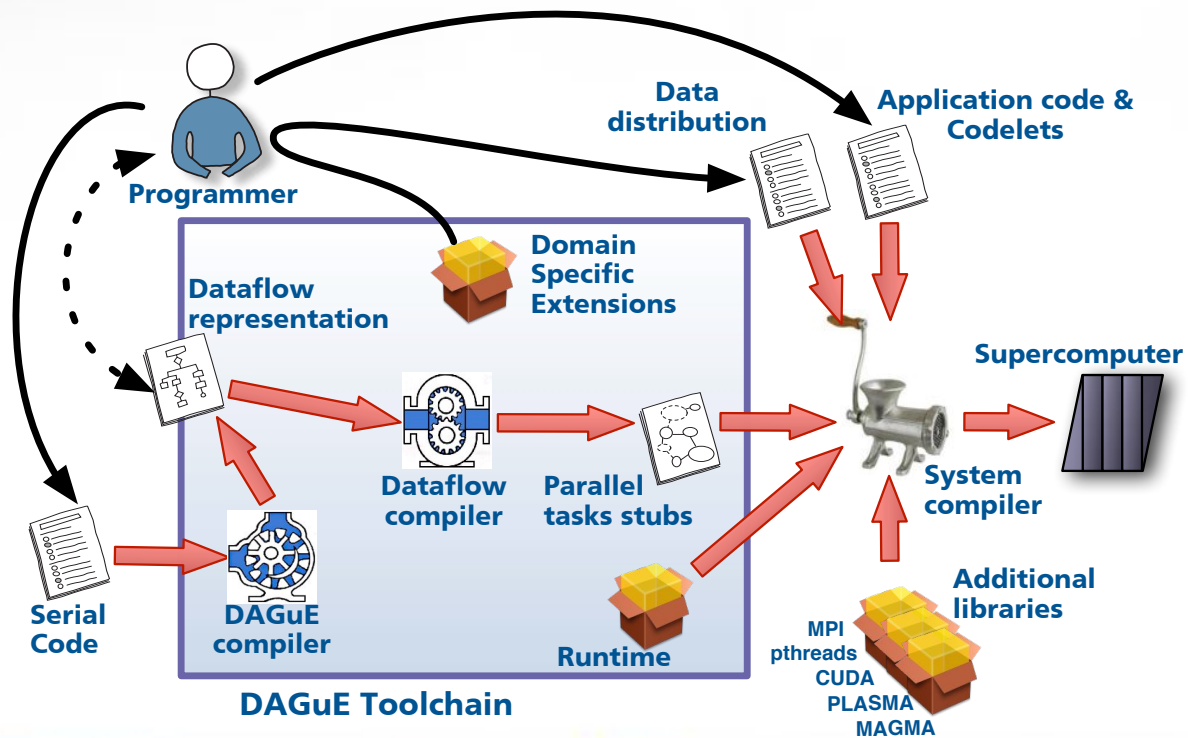 Data
distribution
Application code &
Codelets
Programmer
Domain
Specific
Extensions
Dataflow
representation
Supercomputer
Dataflow
compiler
Parallel
tasks stubs
System
compiler
Serial
Code
DAGuE
compiler
Runtime
Additional
libraries
MPI
pthreads
CUDA
PLASMA
MAGMA
DAGuE Toolchain